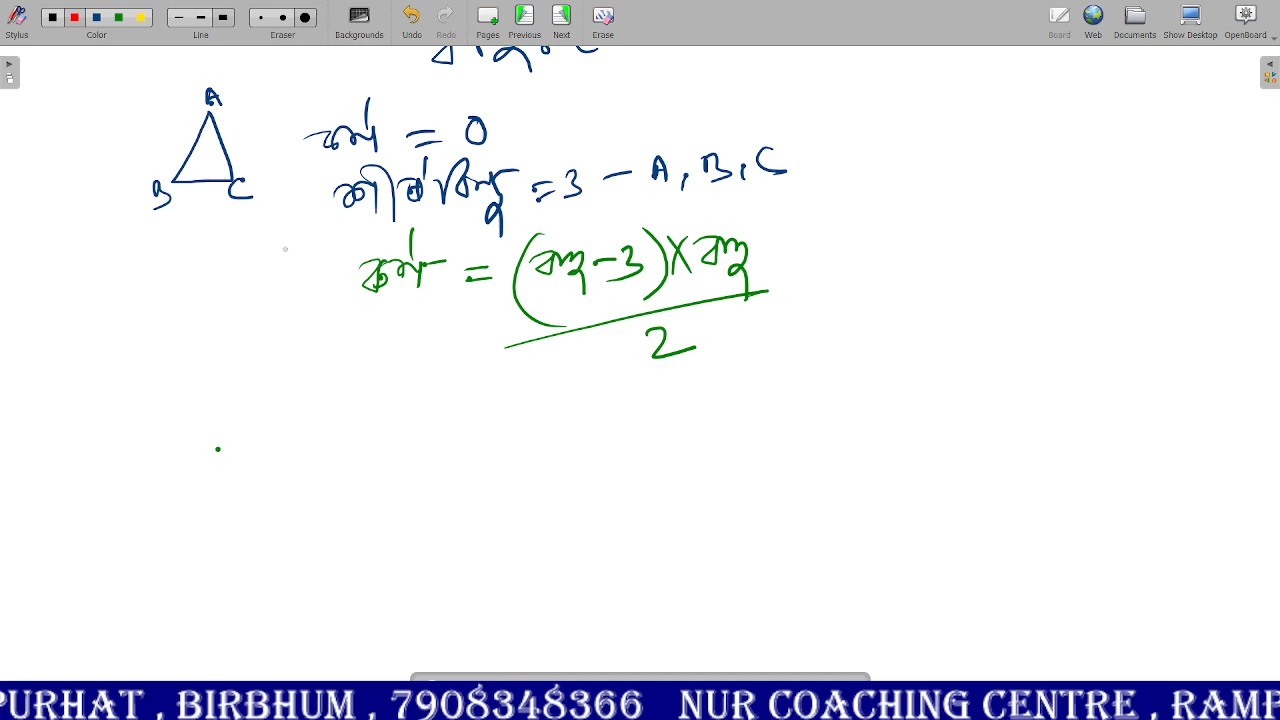 Stylus Color Line Eraser Backgrounds Undo Redo Pages Previous Next Erase Board Web Documents Show Desktop OpenBoard
A
B C
কর্ণ = 0
শীর্ষবিন্দু = 3 - A, B, C
কর্ণ = (বাহু - 3) × বাহু
2
PURHAT , BIRBHUM , 7908348366 NUR COACHING CENTRE , RAMP